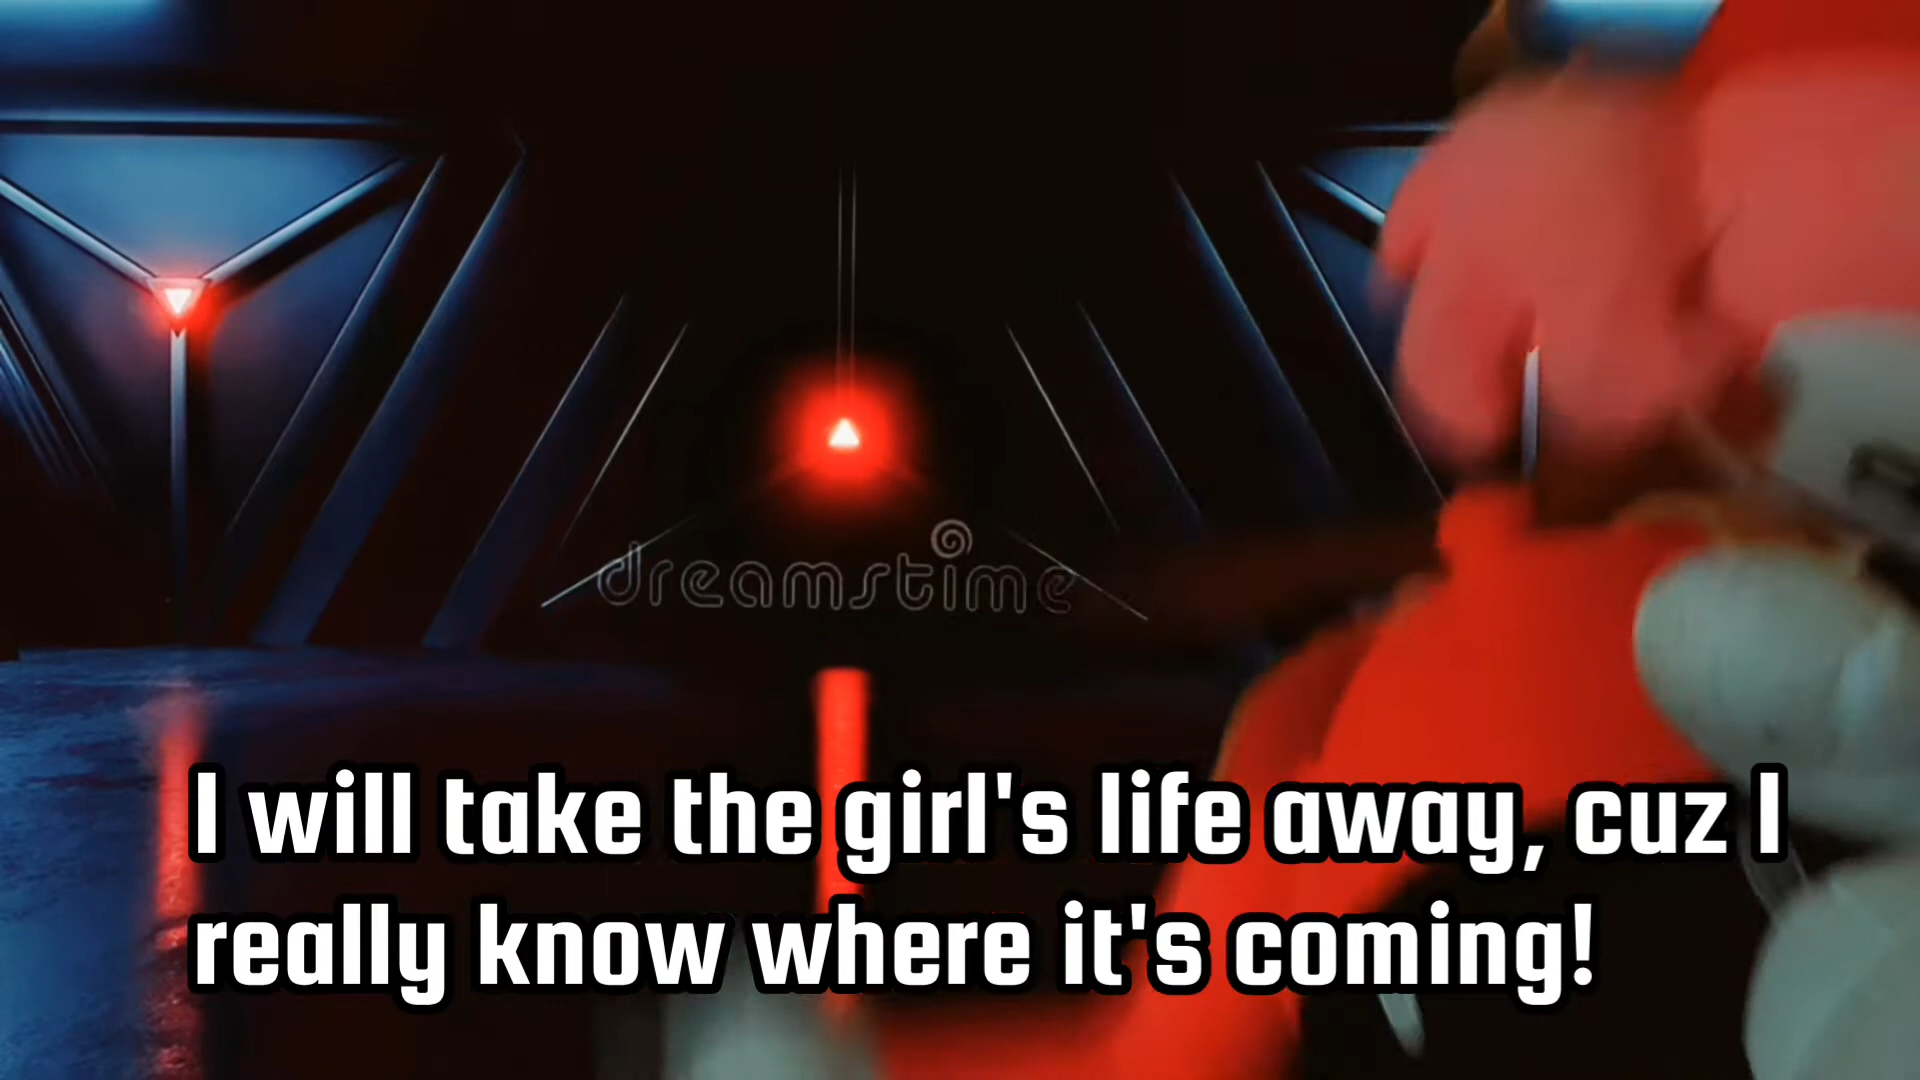 dreamstime
I will take the girl's life away, cuz I
really know where it's coming!